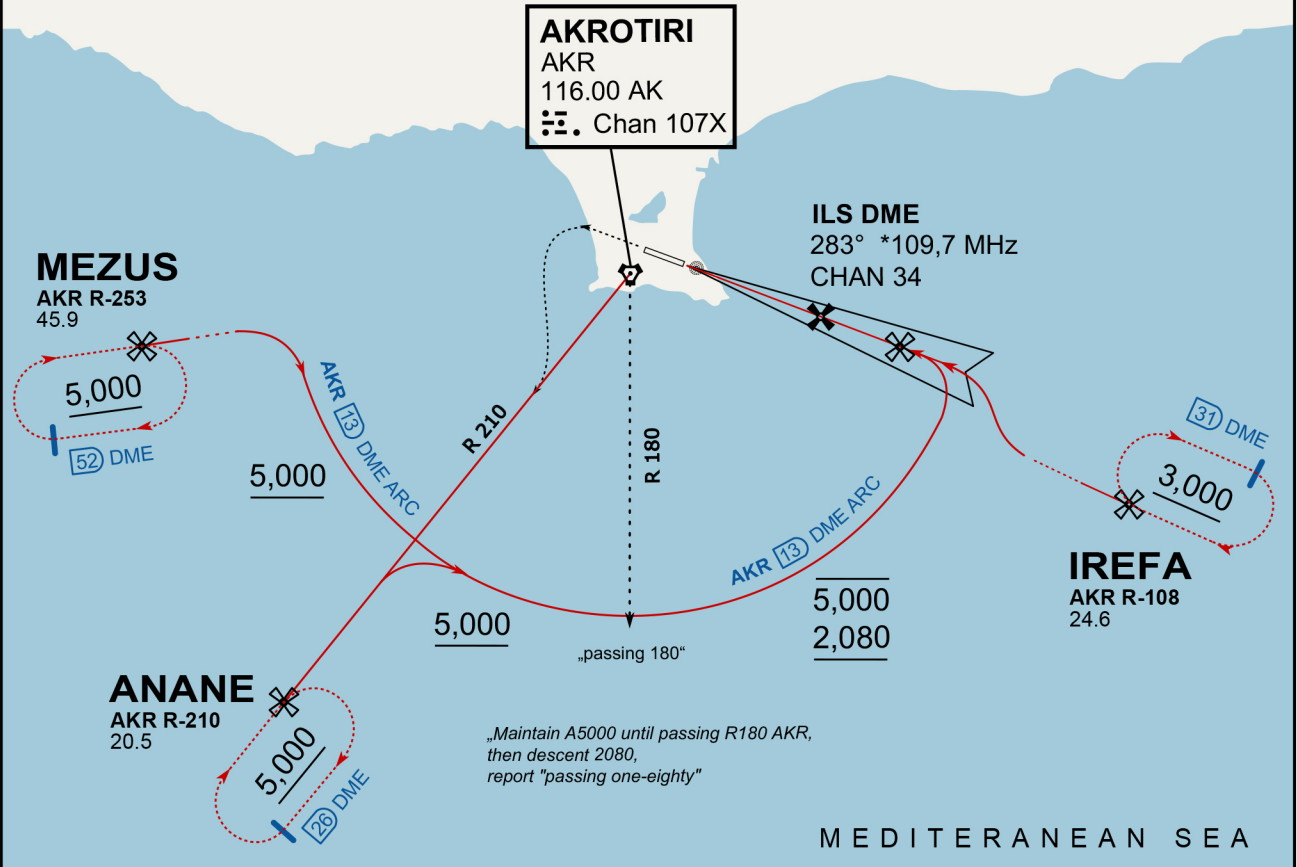 AKROTIRI
AKR
116.00 AK
Chan 107X
ILS DME
283° *109,7 MHz
CHAN 34
MEZUS
AKR R-253
45.9
5,000
52 DME
AKR 13 DME ARC
5,000
R 210
R 180
31 DME
3,000
IREFA
AKR R-108
24.6
AKR 13 DME ARC
5,000
2,080
5,000
„passing 180“
ANANE
AKR R-210
20.5
5,000
26 DME
„Maintain A5000 until passing R180 AKR,
then descent 2080,
report "passing one-eighty"
MEDITERANEAN SEA